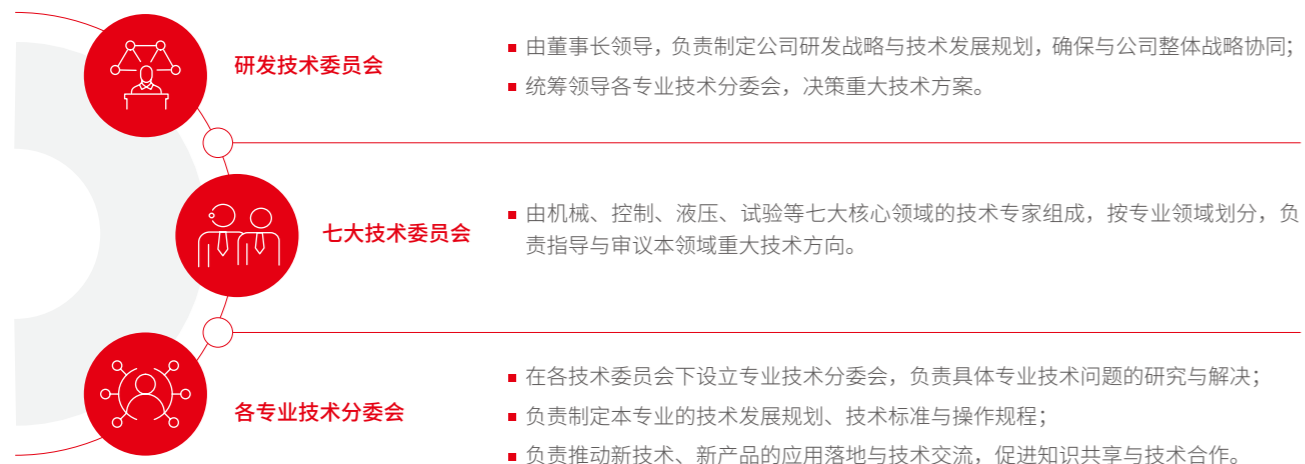 研发技术委员会
由董事长领导，负责制定公司研发战略与技术发展规划，确保与公司整体战略协同；
统筹领导各专业技术分委会，决策重大技术方案。
七大技术委员会
由机械、控制、液压、试验等七大核心领域的技术专家组成，按专业领域划分，负
责指导与审议本领域重大技术方向。
各专业技术分委会
在各技术委员会下设立专业技术分委会，负责具体专业技术问题的研究与解决；
负责制定本专业的技术发展规划、技术标准与操作规程；
负责推动新技术、新产品的应用落地与技术交流，促进知识共享与技术合作。